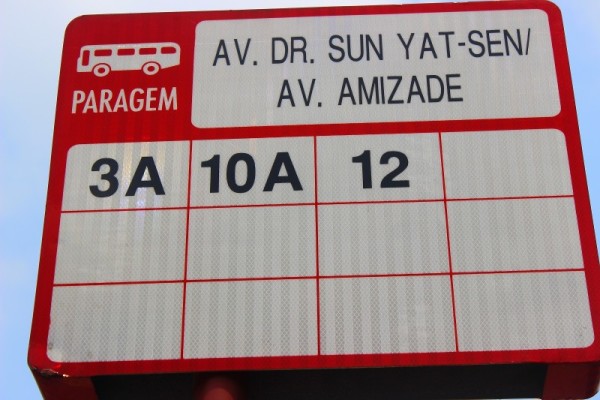 PARAGEM
AV. DR. SUN YAT-SEN/
AV. AMIZADE
3A 10A 12